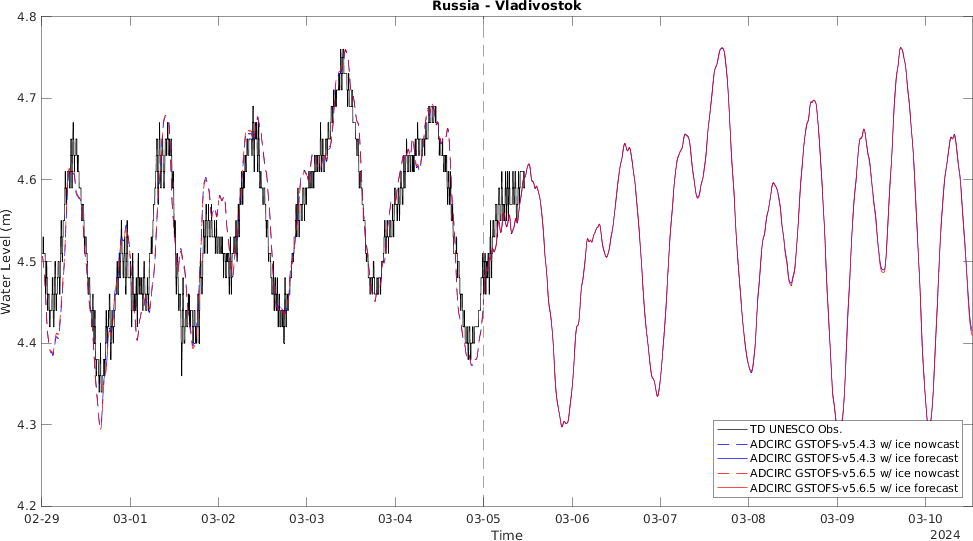 Russia - Vladivostok
Water Level (m)
4.8
4.7
4.6
4.5
4.4
4.3
4.2
TD UNESCO Obs.
ADCIRC GSTOFS-v5.4.3 w/ ice nowcast
ADCIRC GSTOFS-v5.4.3 w/ ice forecast
ADCIRC GSTOFS-v5.6.5 w/ ice nowcast
ADCIRC GSTOFS-v5.6.5 w/ ice forecast
02-29 03-01 03-02 03-03 03-04 03-05 03-06 03-07 03-08 03-09 03-10
Time
2024